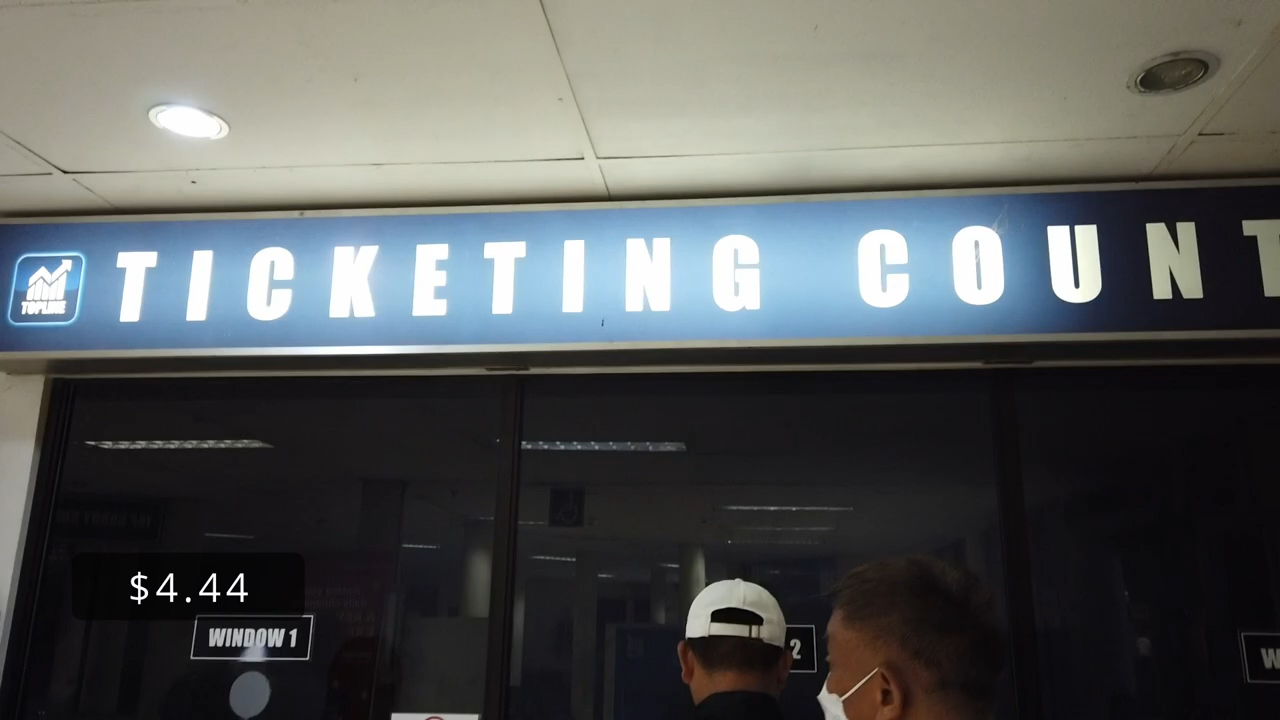 TICKETING COUNT
TOPLINE
$4.44
WINDOW 1
2
W